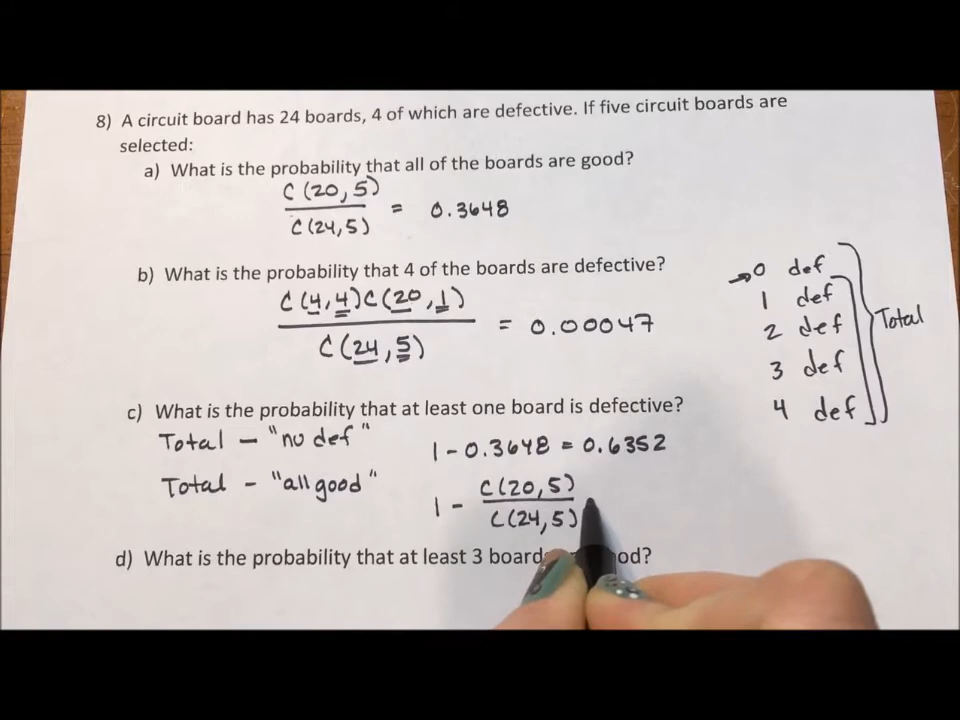 8) A circuit board has 24 boards, 4 of which are defective. If five circuit boards are
selected:
a) What is the probability that all of the boards are good?
C(20,5)
C(24,5)
= 0.3648
b) What is the probability that 4 of the boards are defective?
C(4,4)C(20,1)
C(24,5)
= 0.00047
0 def
1 def
2 def
3 def
4 def
Total
c) What is the probability that at least one board is defective?
Total - "no def"
1-0.3648 = 0.6352
Total - "all good"
1 - C(20,5)
C(24,5)
d) What is the probability that at least 3 boards